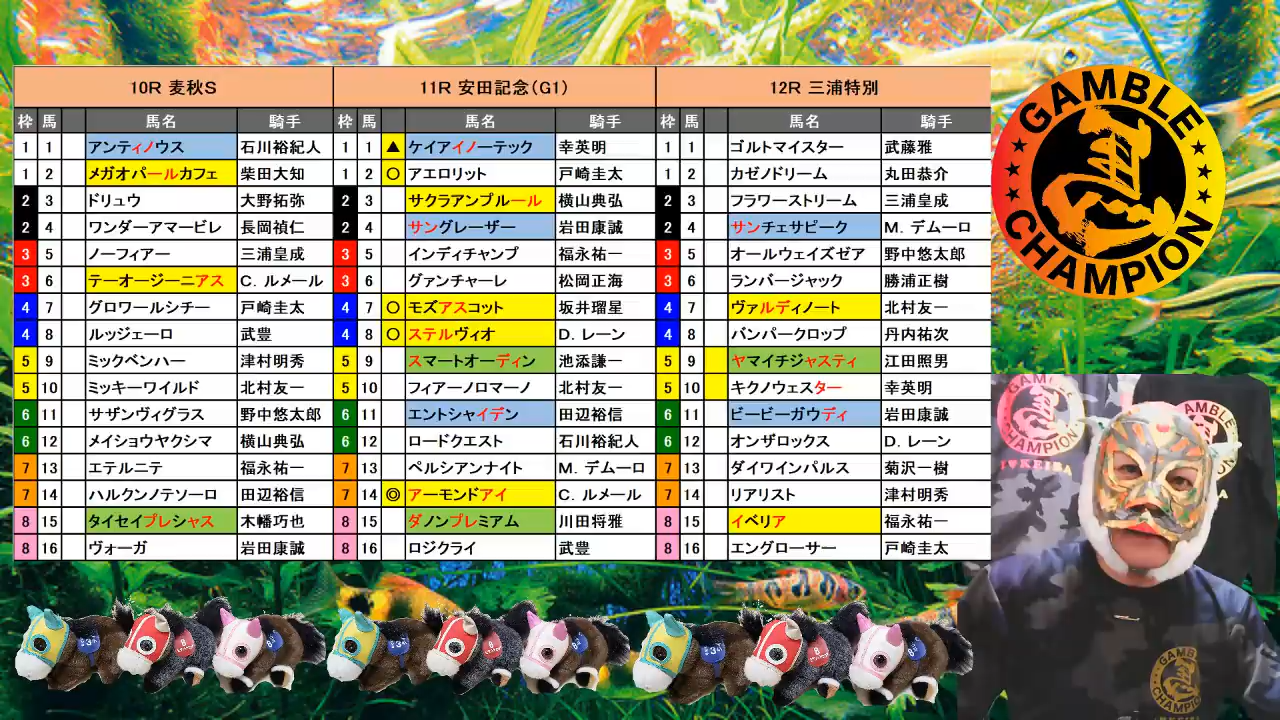 10R 麦秋S
枠 馬 馬名 騎手
1 1 アンティノウス 石川裕紀人
1 2 メガオパールカフェ 柴田大知
2 3 ドリュウ 大野拓弥
2 4 ワンダーアマービレ 長岡禎仁
3 5 ノーフィアー 三浦皇成
3 6 テーオージーニアス C. ルメール
4 7 グロワールシチー 戸崎圭太
4 8 ルッジェーロ 武豊
5 9 ミックベンハー 津村明秀
5 10 ミッキーワイルド 北村友一
6 11 サザンヴィグラス 野中悠太郎
6 12 メイショウヤクシマ 横山典弘
7 13 エテルニテ 福永祐一
7 14 ハルクンノテソーロ 田辺裕信
8 15 タイセイプレシャス 木幡巧也
8 16 ヴォーガ 岩田康誠
11R 安田記念(G1)
枠 馬 馬名 騎手
1 1 ▲ ケイアイノーテック 幸英明
1 2 ○ アエロリット 戸崎圭太
2 3 サクラアンプルール 横山典弘
2 4 サングレーザー 岩田康誠
3 5 インディチャンプ 福永祐一
3 6 グァンチャーレ 松岡正海
4 7 ○ モズアスコット 坂井瑠星
4 8 ○ ステルヴィオ D. レーン
5 9 スマートオーディン 池添謙一
5 10 フィアーノロマーノ 北村友一
6 11 エントシャイデン 田辺裕信
6 12 ロードクエスト 石川裕紀人
7 13 ペルシアンナイト M. デムーロ
7 14 ◎ アーモンドアイ C. ルメール
8 15 ダノンプレミアム 川田将雅
8 16 ロジクライ 武豊
12R 三浦特別
枠 馬 馬名 騎手
1 1 ゴルトマイスター 武藤雅
1 2 カゼノドリーム 丸田恭介
2 3 フラワーストリーム 三浦皇成
2 4 サンチェサピーク M. デムーロ
3 5 オールウェイズゼア 野中悠太郎
3 6 ランバージャック 勝浦正樹
4 7 ヴァルディノート 北村友一
4 8 バンパークロップ 丹内祐次
5 9 ヤマイチジャスティ 江田照男
5 10 キクノウェスター 幸英明
6 11 ビービーガウディ 岩田康誠
6 12 オンザロックス D. レーン
7 13 ダイワインパルス 菊沢一樹
7 14 リアリスト 津村明秀
8 15 イベリア 福永祐一
8 16 エングローサー 戸崎圭太
GAMBLE
CHAMPION
GAMBLE
CHAMPION
I♥KEIBA
GAMBLE
CHAMPION